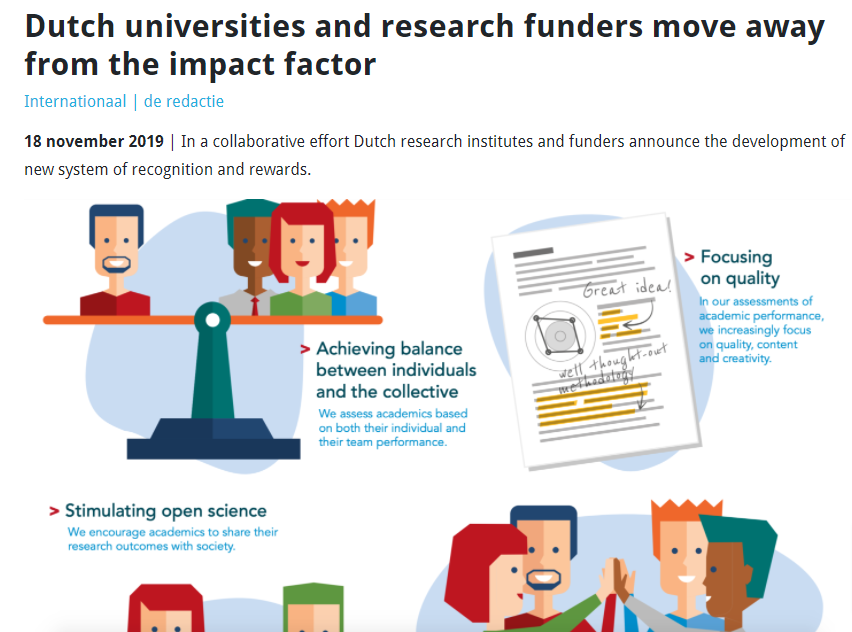 Dutch universities and research funders move away
from the impact factor
Internationaal | de redactie
18 november 2019 | In a collaborative effort Dutch research institutes and funders announce the development of
new system of recognition and rewards.
> Achieving balance
between individuals
and the collective
We assess academics based
on both their individual and
their team performance.
Great idea!
well thought-out
methodology!
> Focusing
on quality
In our assessments of
academic performance,
we increasingly focus
on quality, content
and creativity.
> Stimulating open science
We encourage academics to share their
research outcomes with society.